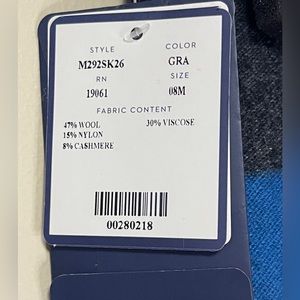 STYLE COLOR
M292SK26 GRA
RN SIZE
19061 08M
FABRIC CONTENT
47% WOOL 30% VISCOSE
15% NYLON
8% CASHMERE
00280218